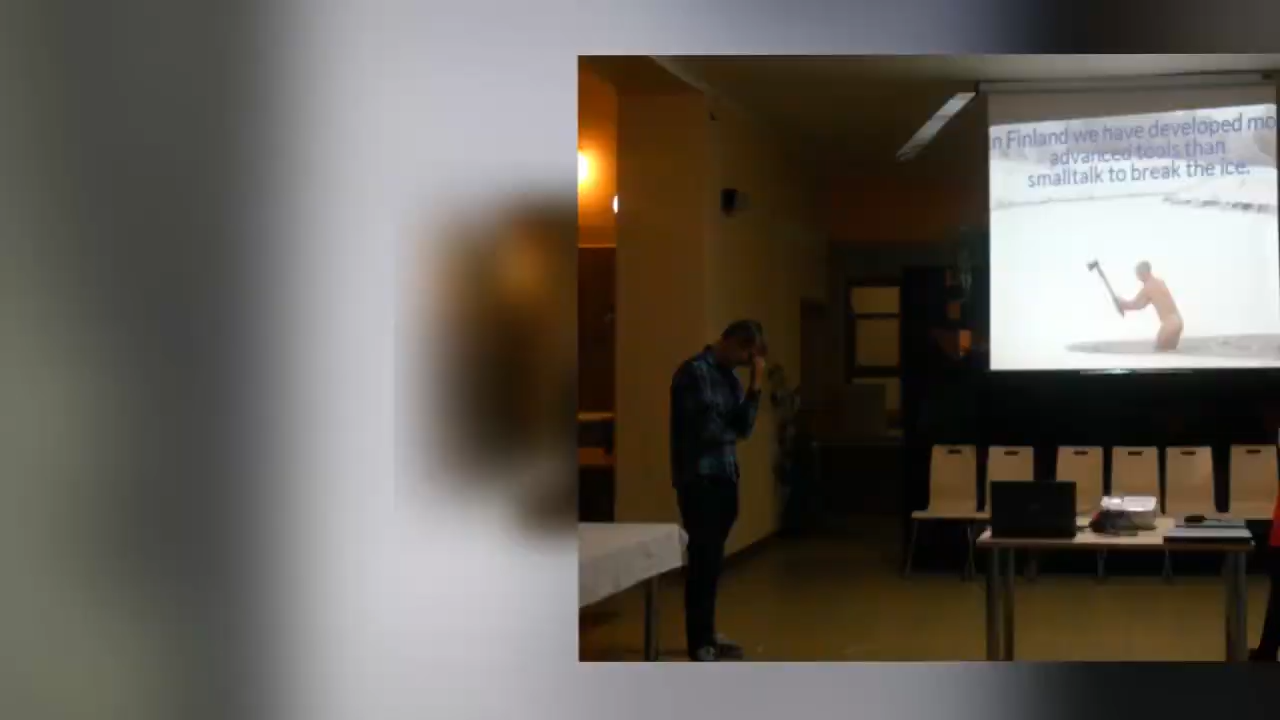 n Finland we have developed mo
advanced tools than
smalltalk to break the ice.